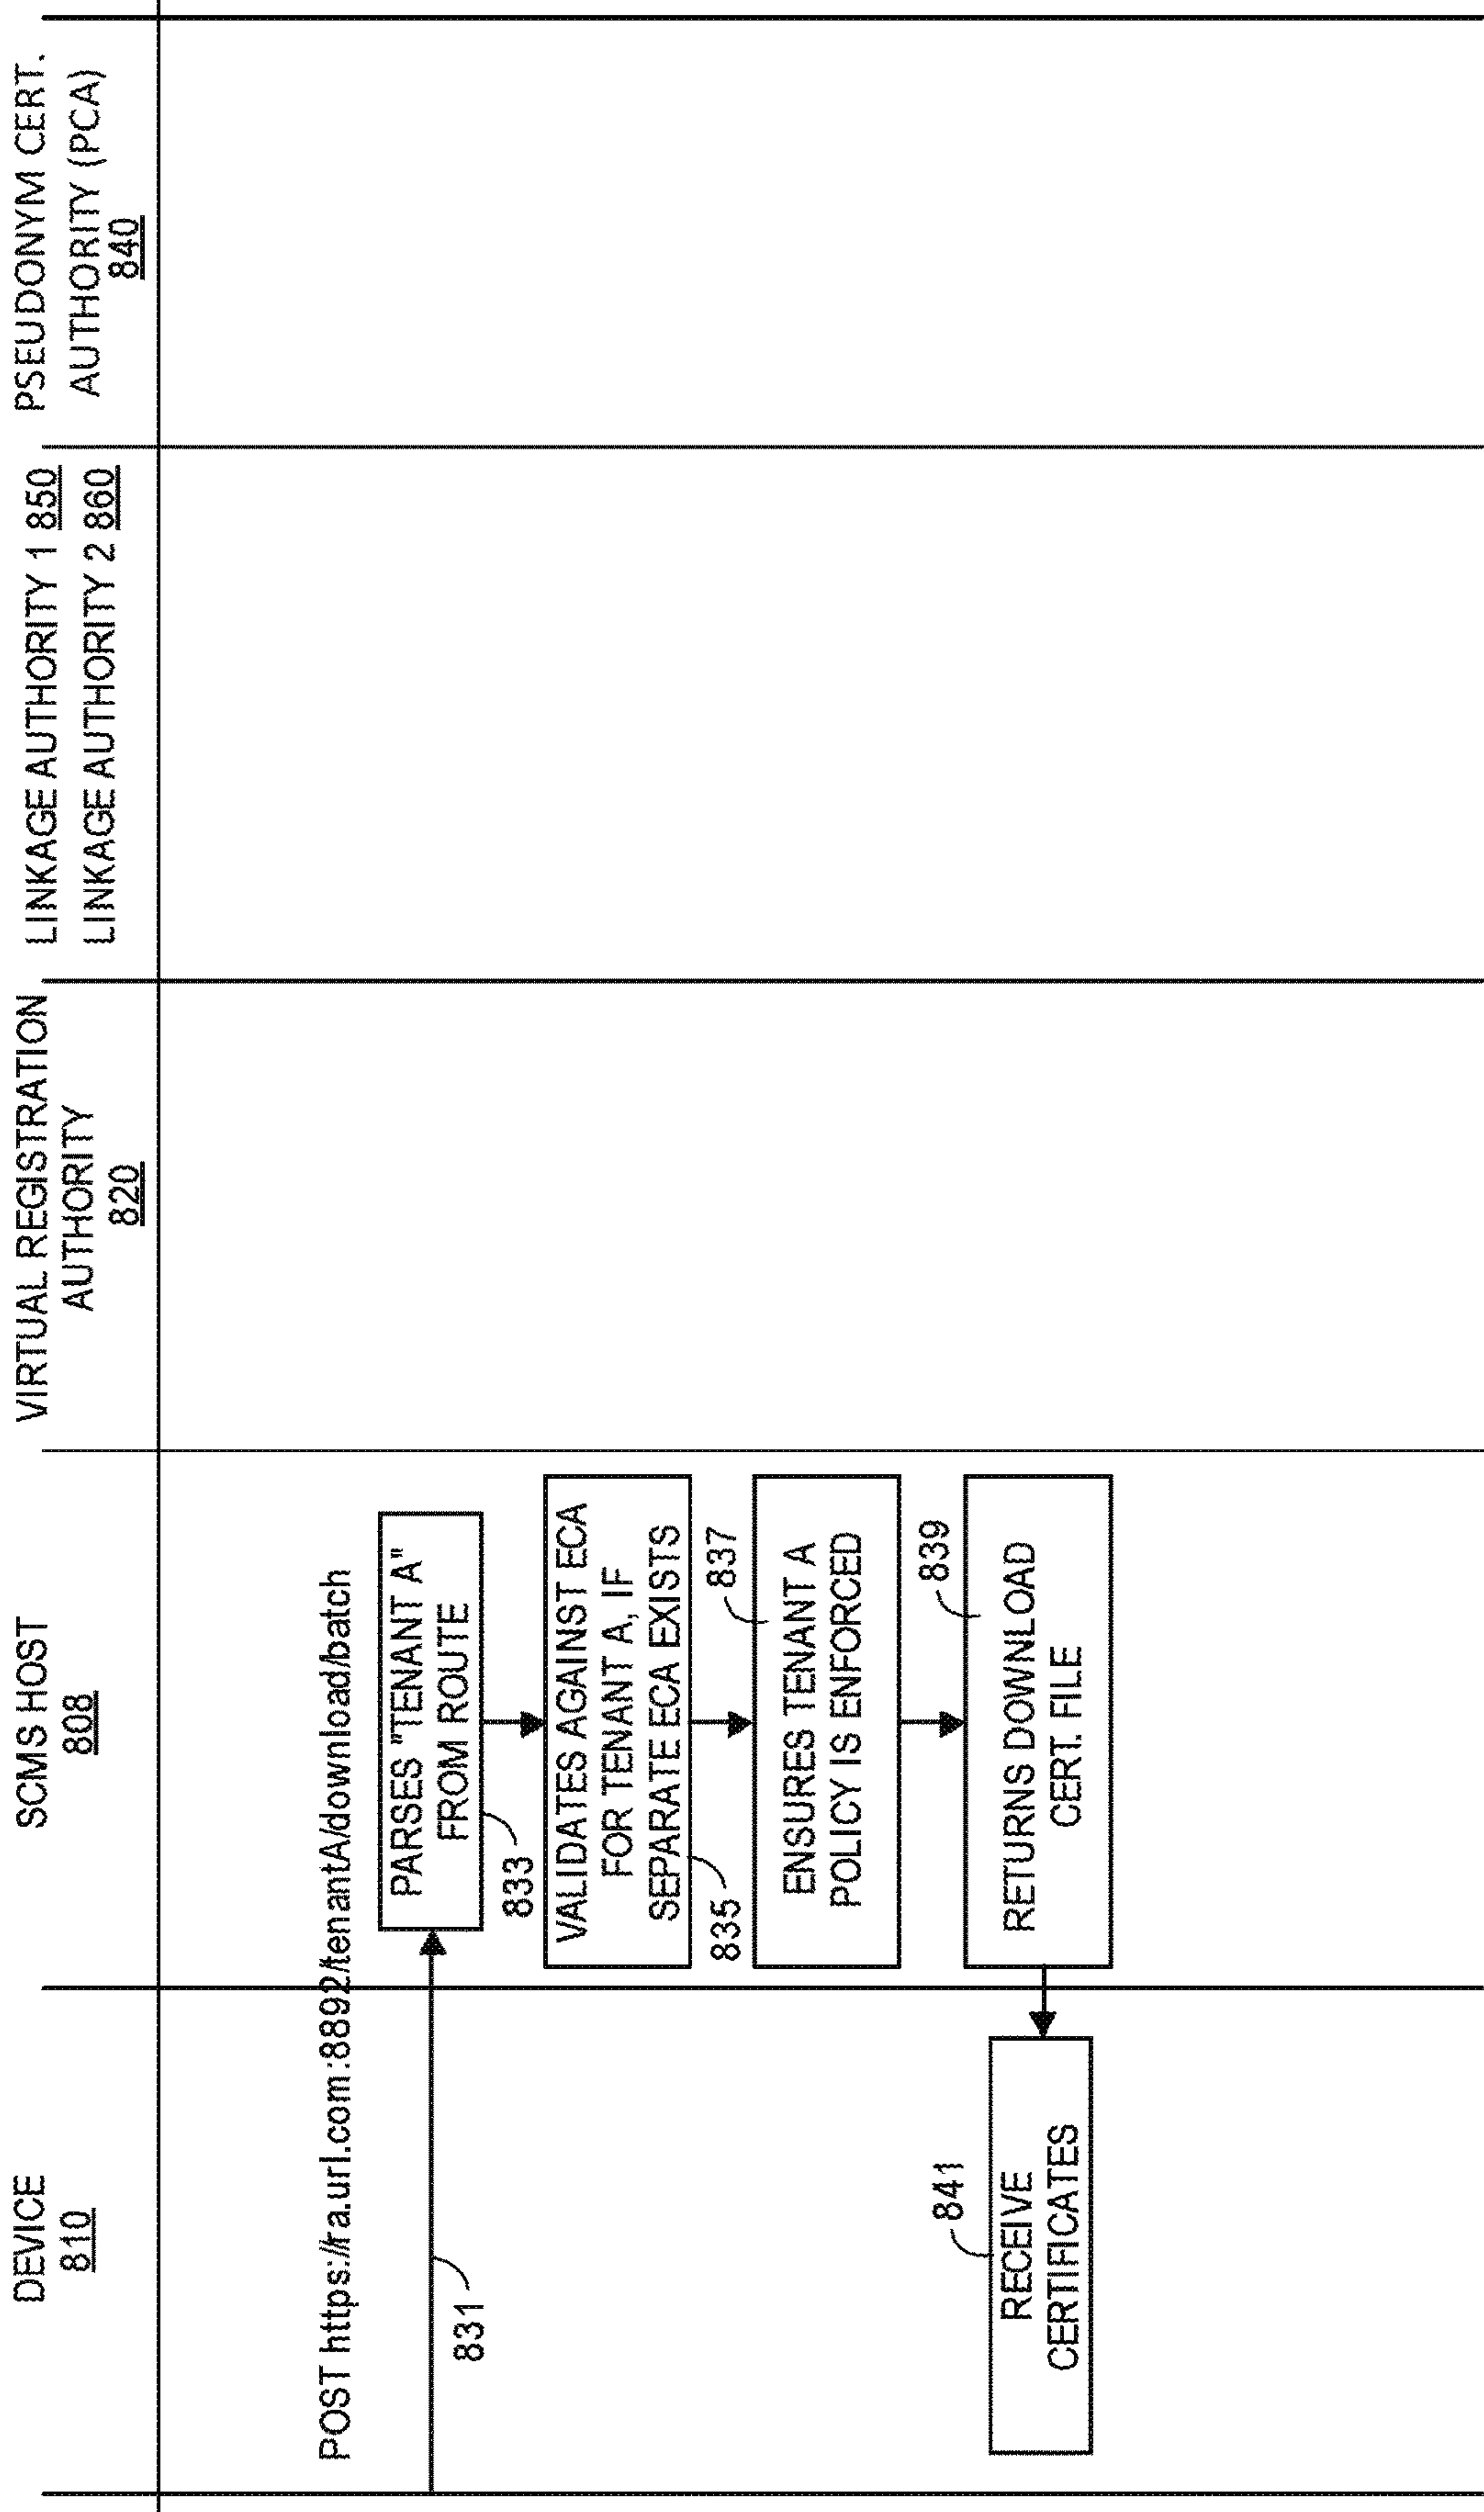 DEVICE
810
SCMS HOST
808
VIRTUAL REGISTRATION
AUTHORITY
820
LINKAGE AUTHORITY 1 850
LINKAGE AUTHORITY 2 860
PSEUDONYM CERT.
AUTHORITY (PCA)
840
POST https://ra.url.com:8892/tenantA/download/batch
831
PARSES "TENANT A"
FROM ROUTE
833
VALIDATES AGAINST ECA
FOR TENANT A, IF
SEPARATE ECA EXISTS
835
ENSURES TENANT A
POLICY IS ENFORCED
837
RETURNS DOWNLOAD
CERT. FILE
839
RECEIVE
CERTIFICATES
841